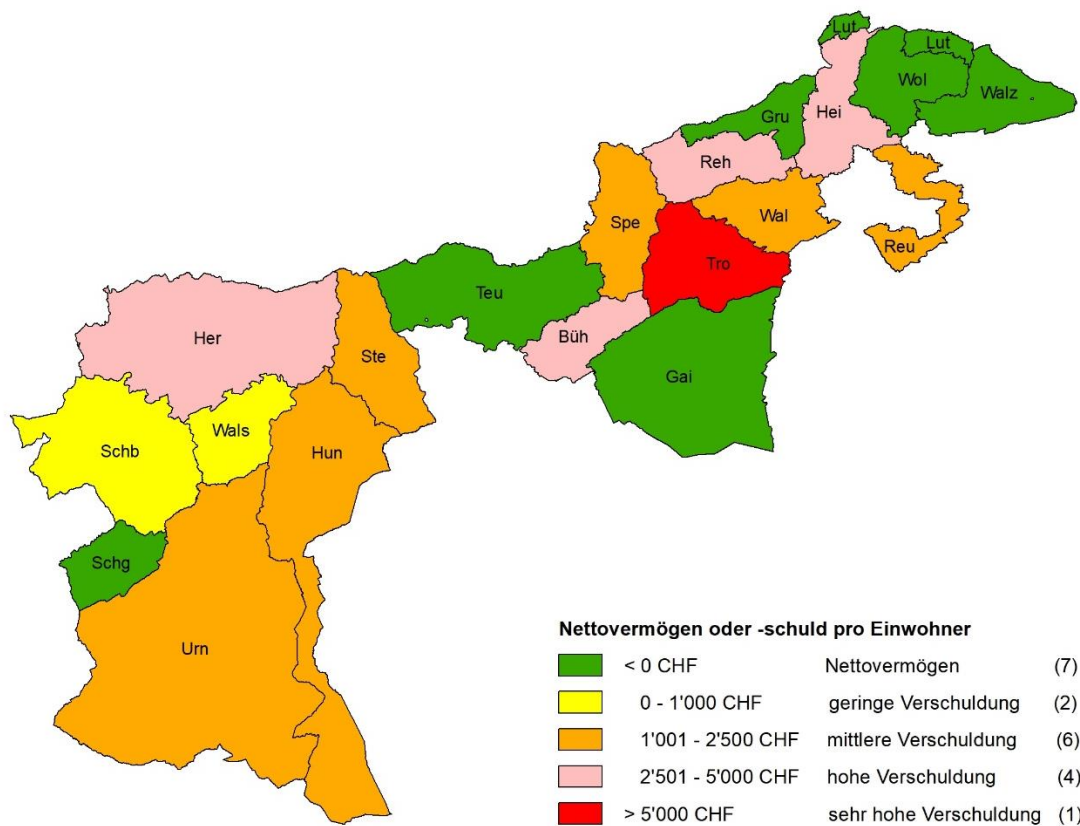 Lut
Lut
Wol
Walz
Gru
Hei
Reh
Spe
Wal
Reu
Tro
Teu
Her
Ste
Büh
Gai
Wals
Schb
Hun
Schg
Urn
Nettovermögen oder -schuld pro Einwohner
< 0 CHF Nettovermögen (7)
0 - 1'000 CHF geringe Verschuldung (2)
1'001 - 2'500 CHF mittlere Verschuldung (6)
2'501 - 5'000 CHF hohe Verschuldung (4)
> 5'000 CHF sehr hohe Verschuldung (1)